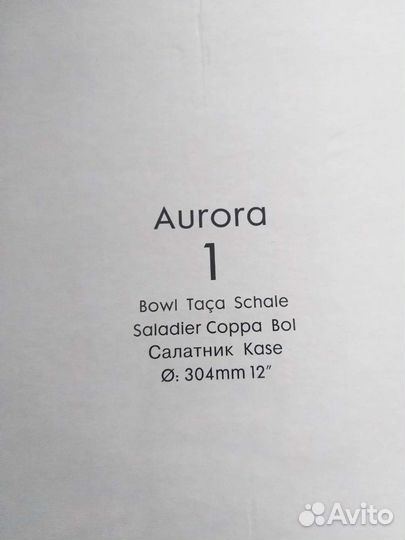 Aurora
1
Bowl Taça Schale
Saladier Coppa Bol
Салатник Kase
Ø: 304mm 12"
Avito